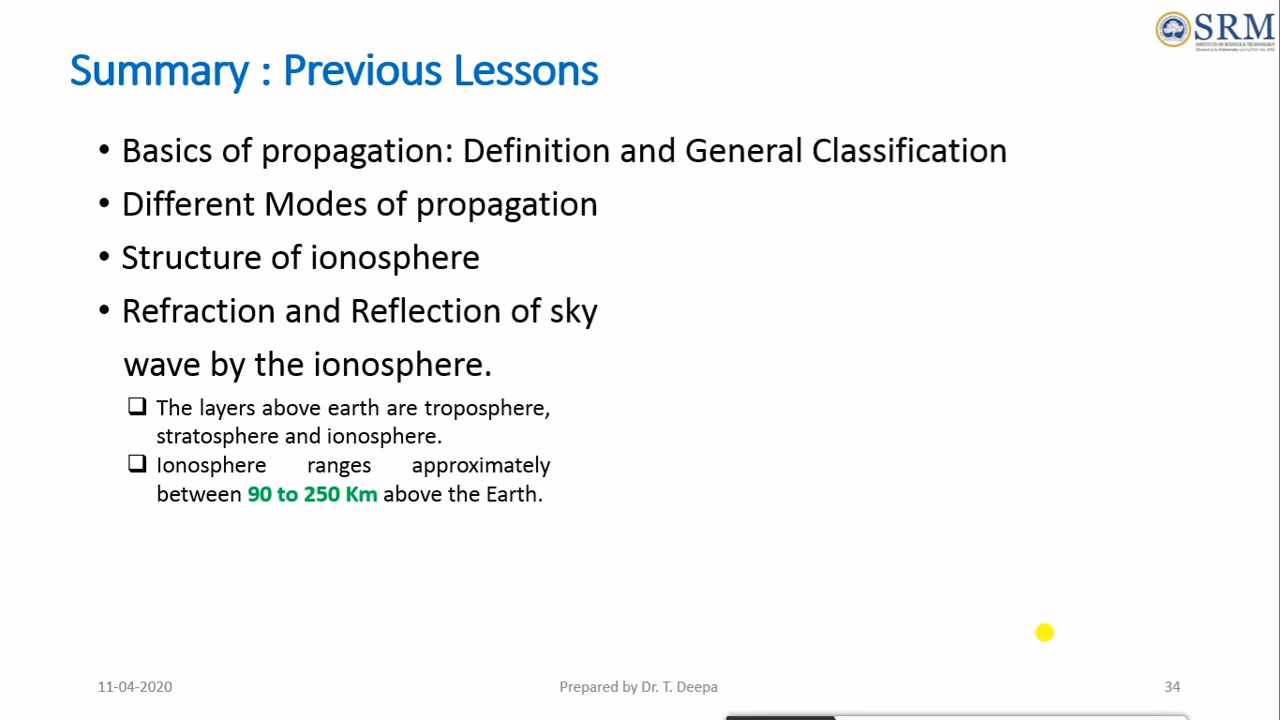 SRM
INSTITUTE OF SCIENCE & TECHNOLOGY
Summary : Previous Lessons
• Basics of propagation: Definition and General Classification
• Different Modes of propagation
• Structure of ionosphere
• Refraction and Reflection of sky
wave by the ionosphere.
❑ The layers above earth are troposphere,
stratosphere and ionosphere.
❑ Ionosphere ranges approximately
between 90 to 250 Km above the Earth.
11-04-2020
Prepared by Dr. T. Deepa
34